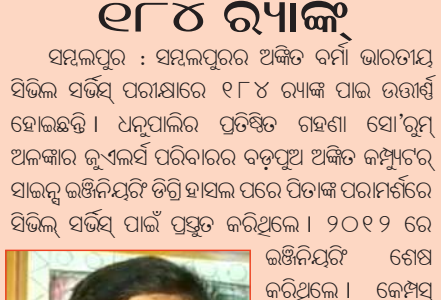 ୧୮୪ ର‍୍ୟାଙ୍କ୍
ସମ୍ବଲପୁର : ସମ୍ବଲପୁରର ଅଙ୍କିତ ବର୍ମା ଭାରତୀୟ
ସିଭିଲ ସର୍ଭିସ୍ ପରୀକ୍ଷାରେ ୧୮୪ ର‍୍ୟାଙ୍କ ପାଇ ଉତ୍ତୀର୍ଣ୍ଣ
ହୋଇଛନ୍ତି । ଧନୁପାଲିର ପ୍ରତିଷ୍ଠିତ ଗହଣା ସୋ'ରୁମ୍
ଅଳଙ୍କାର ଜୁଏଲର୍ସ ପରିବାରର ବଡ଼ପୁଅ ଅଙ୍କିତ କମ୍ପ୍ୟୁଟର୍
ସାଇନ୍ସ ଇଞ୍ଜିନିୟରିଂ ଡିଗ୍ରି ହାସଲ ପରେ ପିତାଙ୍କ ପରାମର୍ଶରେ
ସିଭିଲ୍ ସର୍ଭିସ୍ ପାଇଁ ପ୍ରସ୍ତୁତ କରିଥିଲେ । ୨୦୧୨ ରେ
ଇଞ୍ଜିନିୟରିଂ ଶେଷ
କରିଥିଲେ । କେମ୍ପସ